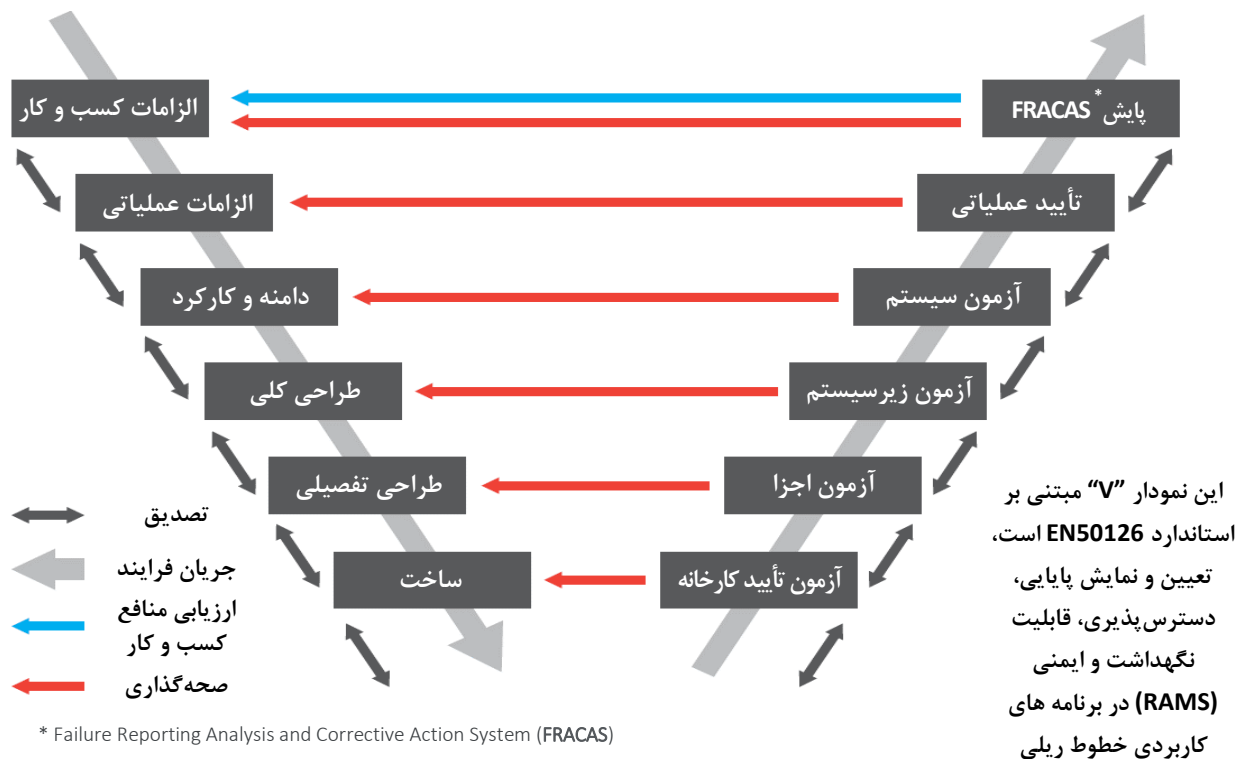 الزامات کسب و کار
پایش FRACAS *
الزامات عملیاتی
تأیید عملیاتی
دامنه و کارکرد
آزمون سیستم
طراحی کلی
آزمون زیرسیستم
طراحی تفصیلی
آزمون اجزا
ساخت
آزمون تأیید کارخانه
تصدیق
جریان فرایند
ارزیابی منافع
کسب و کار
صحه‌گذاری
این نمودار ”V“ مبتنی بر
استاندارد EN50126 است،
تعیین و نمایش پایایی،
دسترس‌پذیری، قابلیت
نگهداشت و ایمنی
(RAMS) در برنامه های
کاربردی خطوط ریلی
* Failure Reporting Analysis and Corrective Action System (FRACAS)